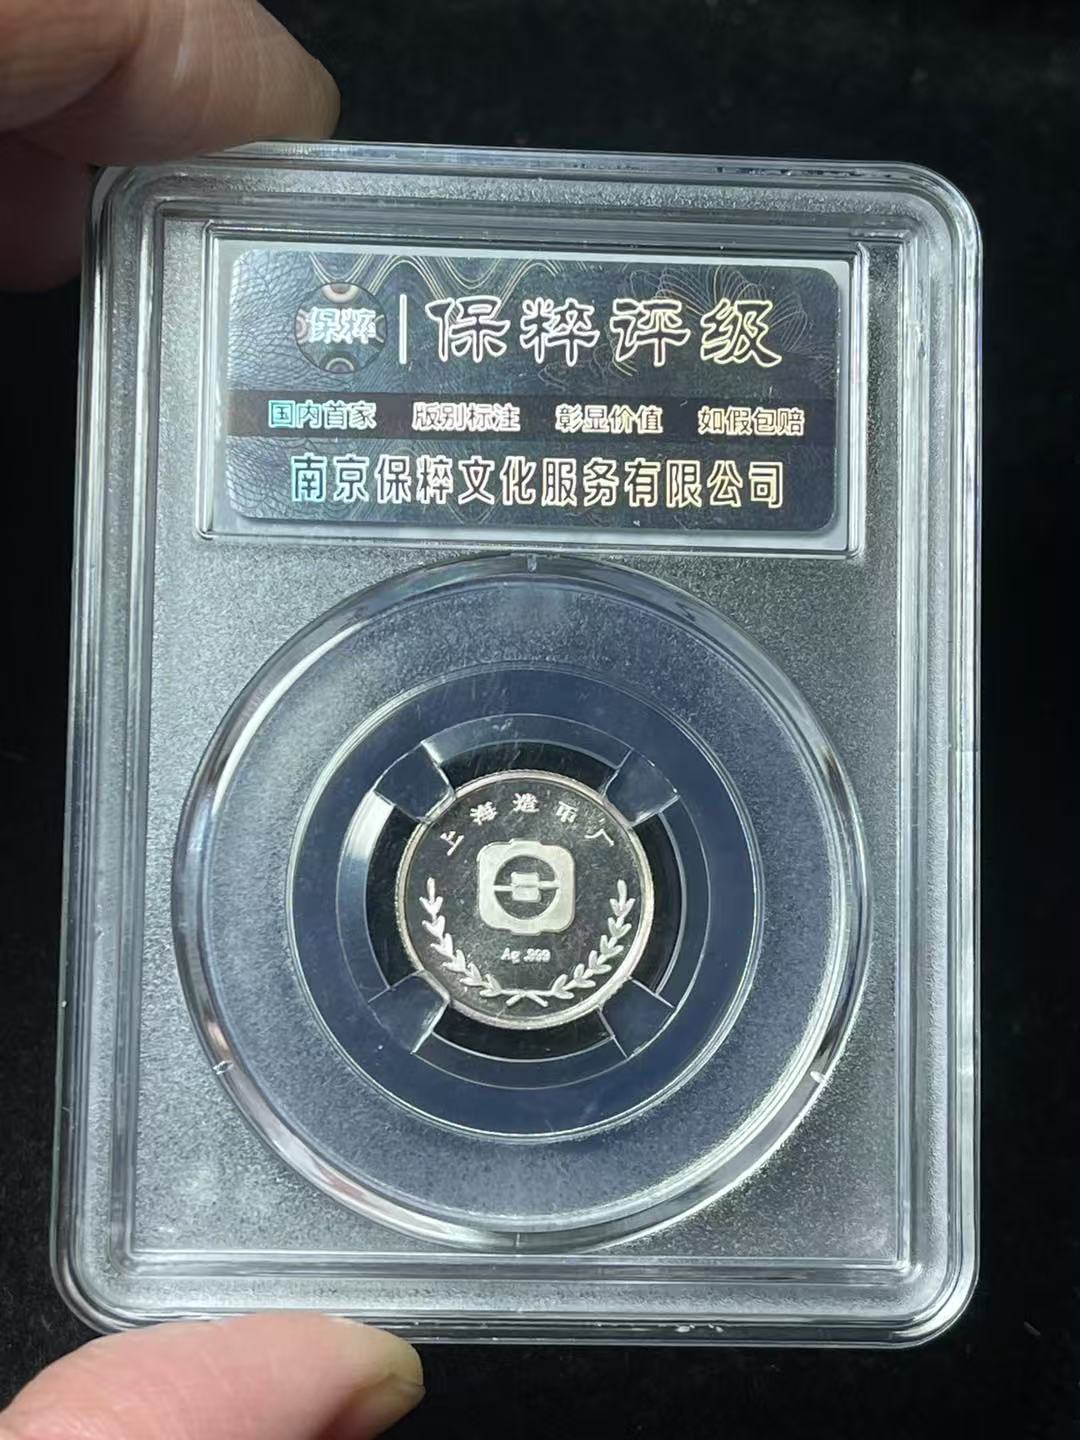 保粹 保粹评级
国内首家 版别标注 彰显价值 如假包赔
南京保粹文化服务有限公司
上海造币厂
Ag .999